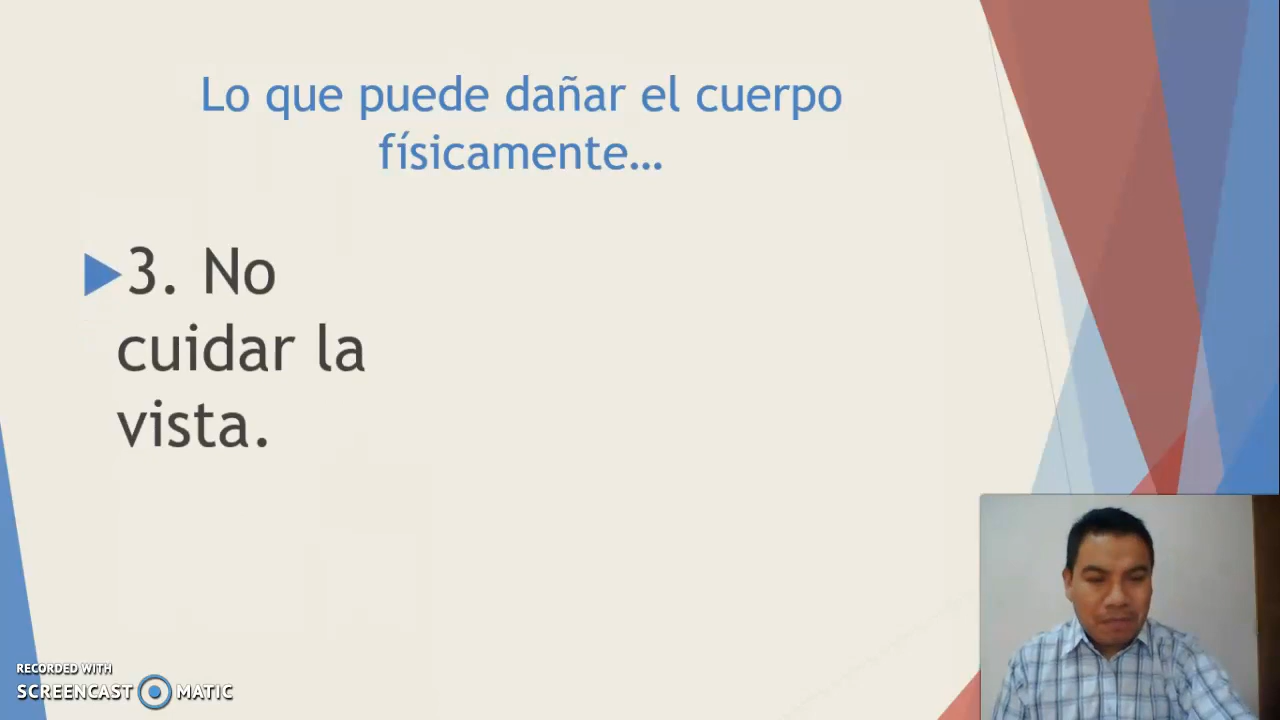 Lo que puede dañar el cuerpo
físicamente…
3. No
cuidar la
vista.
RECORDED WITH
SCREENCAST MATIC